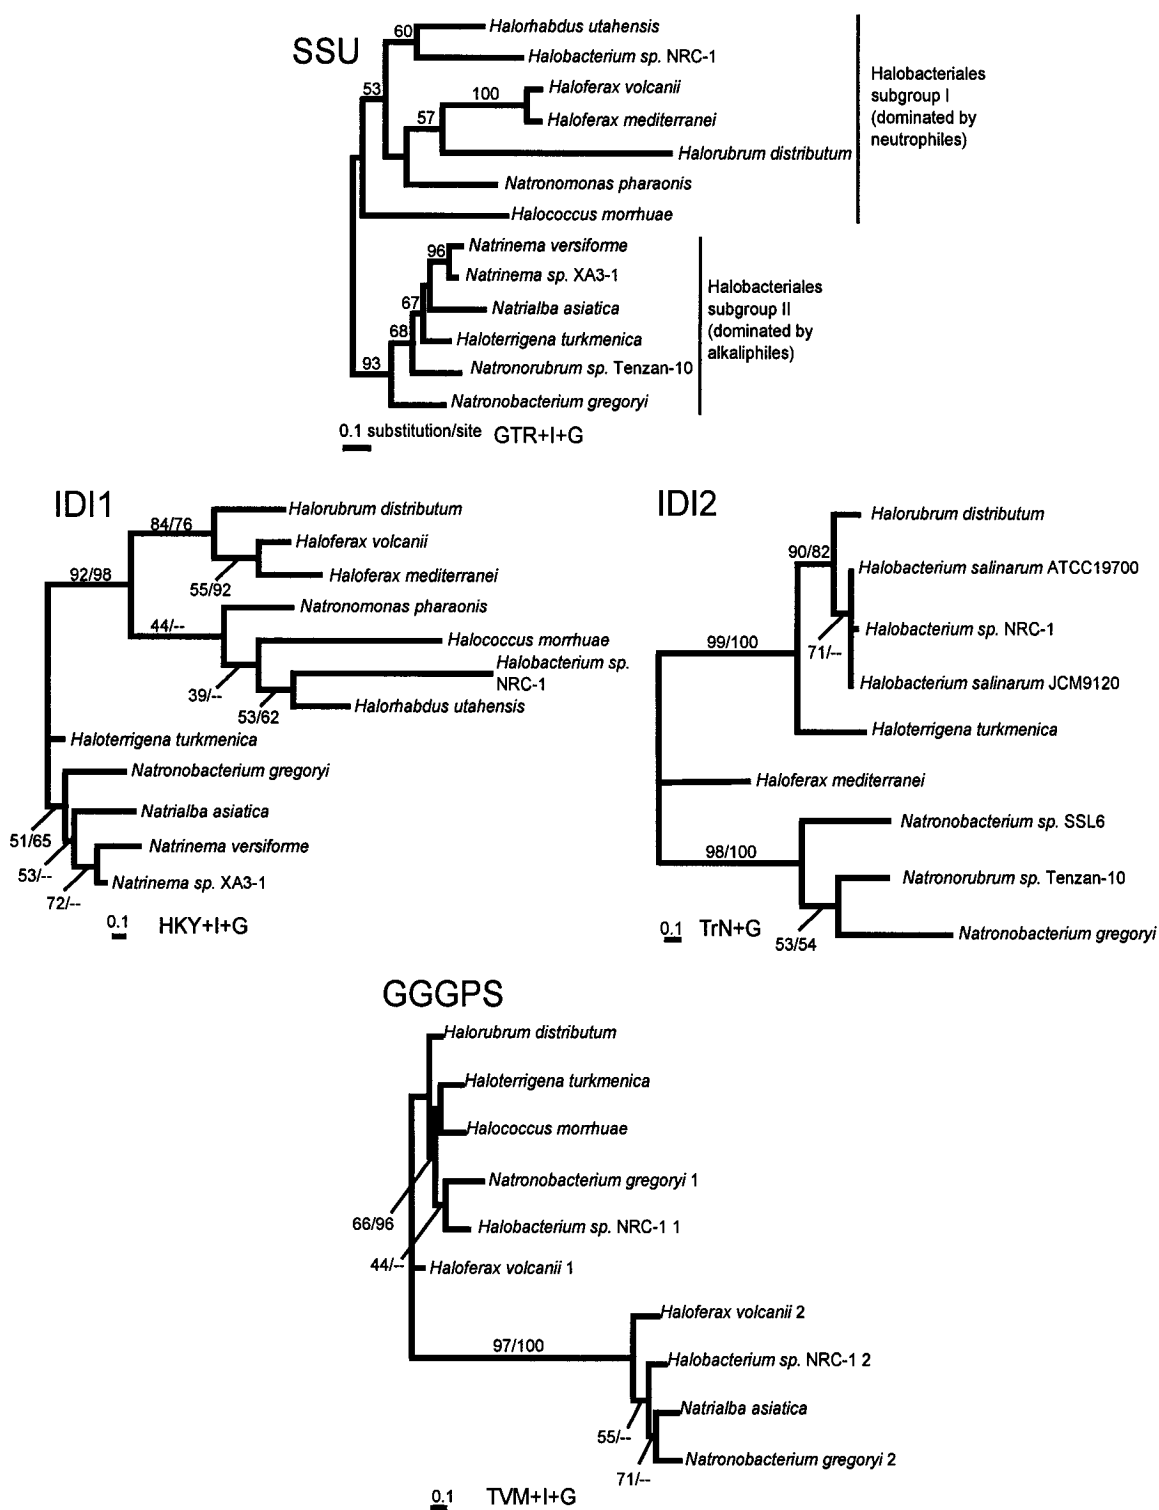 SSU
60
Halorhabdus utahensis
Halobacterium sp. NRC-1
53
100
Haloferax volcanii
57
Haloferax mediterranei
Halorubrum distributum
Natronomonas pharaonis
Halococcus morrhuae
Halobacteriales
subgroup I
(dominated by
neutrophiles)
96
Natrinema versiforme
Natrinema sp. XA3-1
67
Natrialba asiatica
68
Haloterrigena turkmenica
93
Natronorubrum sp. Tenzan-10
Natronobacterium gregoryi
Halobacteriales
subgroup II
(dominated by
alkaliphiles)
0.1 substitution/site GTR+I+G
IDI1
84/76
Halorubrum distributum
Haloferax volcanii
92/98
55/92
Haloferax mediterranei
Natronomonas pharaonis
44/--
Halococcus morrhuae
39/--
Halobacterium sp.
NRC-1
53/62
Halorhabdus utahensis
Haloterrigena turkmenica
Natronobacterium gregoryi
51/65
Natrialba asiatica
53/--
Natrinema versiforme
72/--
Natrinema sp. XA3-1
0.1 HKY+I+G
IDI2
Halorubrum distributum
90/82
Halobacterium salinarum ATCC19700
99/100
71/--
Halobacterium sp. NRC-1
Halobacterium salinarum JCM9120
Haloterrigena turkmenica
Haloferax mediterranei
98/100
Natronobacterium sp. SSL6
Natronorubrum sp. Tenzan-10
53/54
Natronobacterium gregoryi
0.1 TrN+G
GGGPS
Halorubrum distributum
Haloterrigena turkmenica
Halococcus morrhuae
Natronobacterium gregoryi 1
66/96
Halobacterium sp. NRC-1 1
44/--
Haloferax volcanii 1
Haloferax volcanii 2
97/100
Halobacterium sp. NRC-1 2
Natrialba asiatica
55/--
Natronobacterium gregoryi 2
71/--
0.1 TVM+I+G